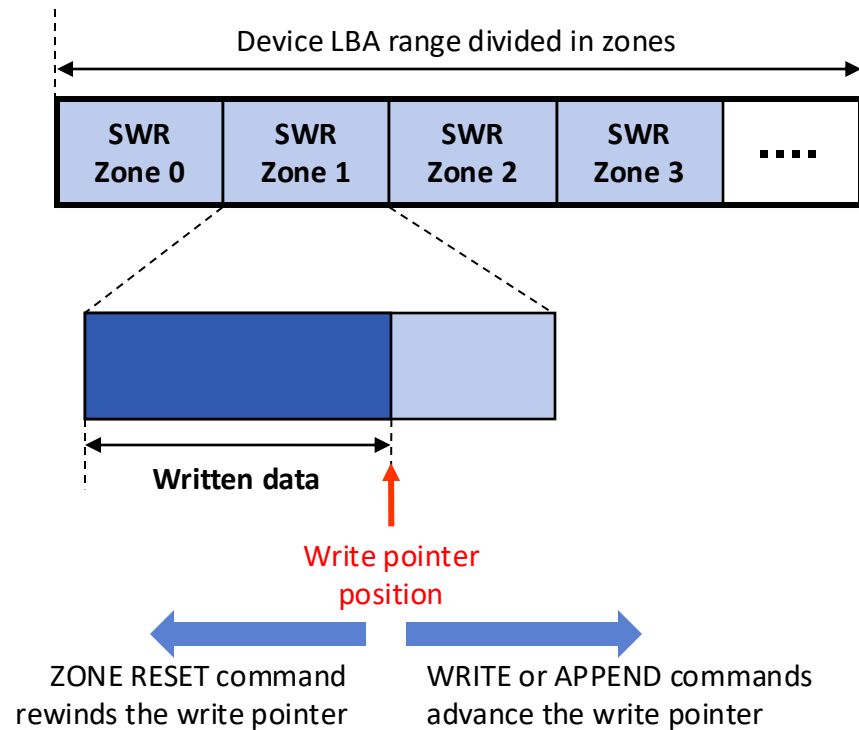 Device LBA range divided in zones
SWR
Zone 0
SWR
Zone 1
SWR
Zone 2
SWR
Zone 3
....
Written data
Write pointer
position
ZONE RESET command
rewinds the write pointer
WRITE or APPEND commands
advance the write pointer